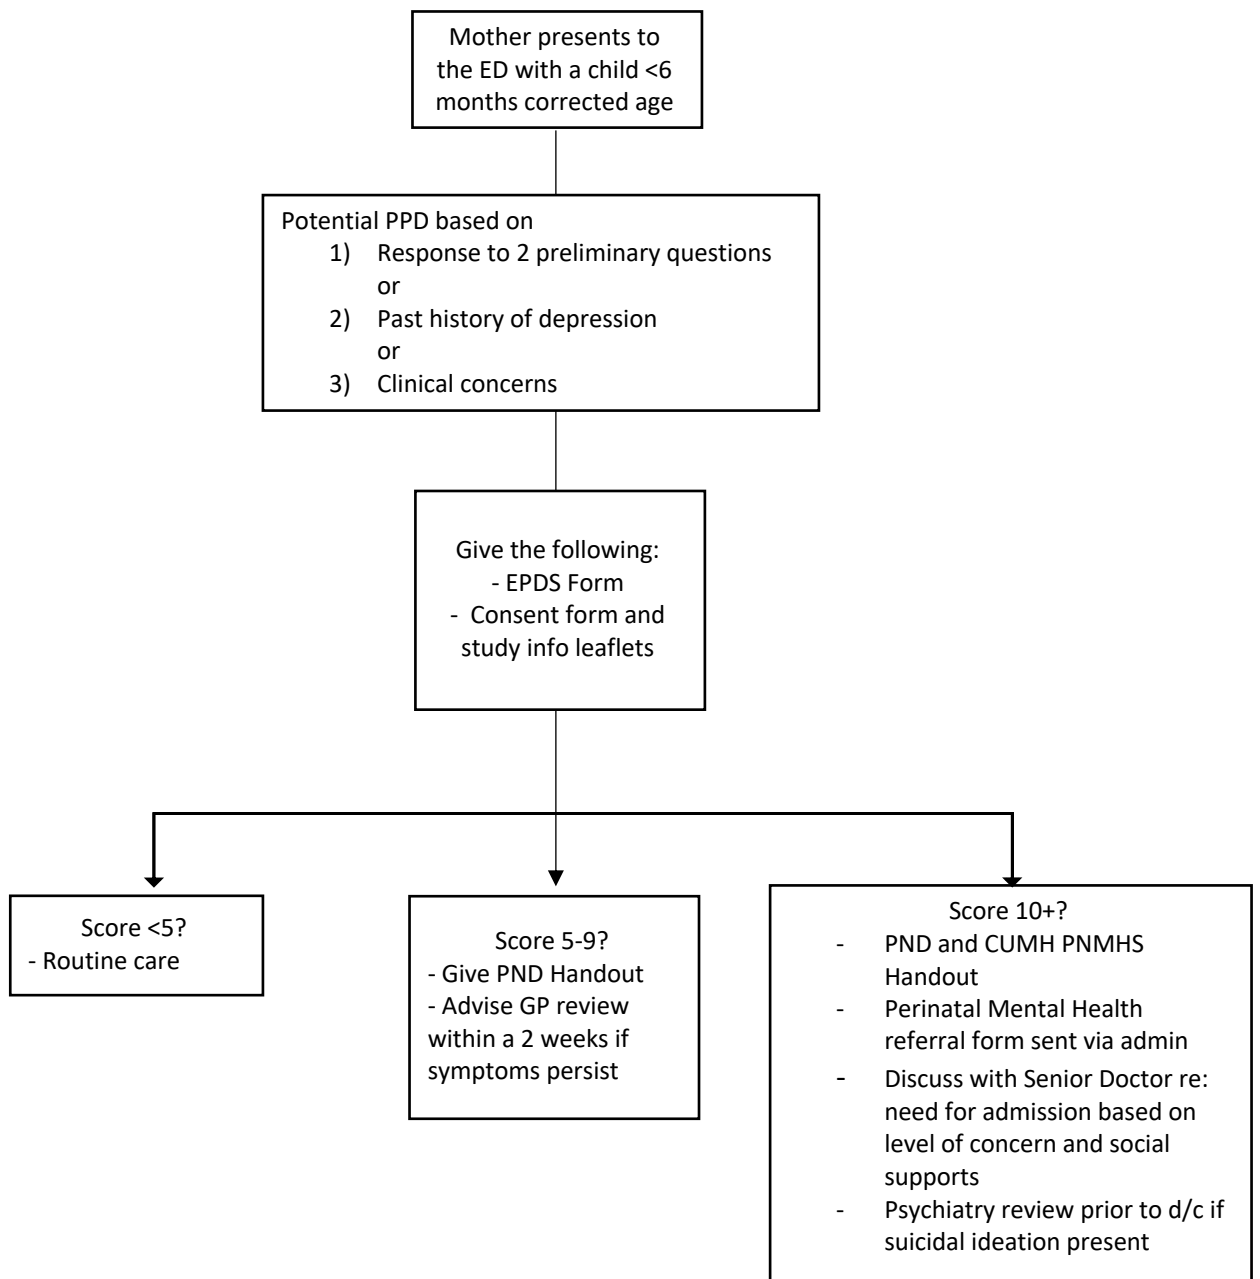 Mother presents to
the ED with a child <6
months corrected age
Potential PPD based on
1) Response to 2 preliminary questions
or
2) Past history of depression
or
3) Clinical concerns
Give the following:
- EPDS Form
- Consent form and
study info leaflets
Score <5?
- Routine care
Score 5-9?
- Give PND Handout
- Advise GP review
within a 2 weeks if
symptoms persist
Score 10+?
- PND and CUMH PNMHS
Handout
- Perinatal Mental Health
referral form sent via admin
- Discuss with Senior Doctor re:
need for admission based on
level of concern and social
supports
- Psychiatry review prior to d/c if
suicidal ideation present